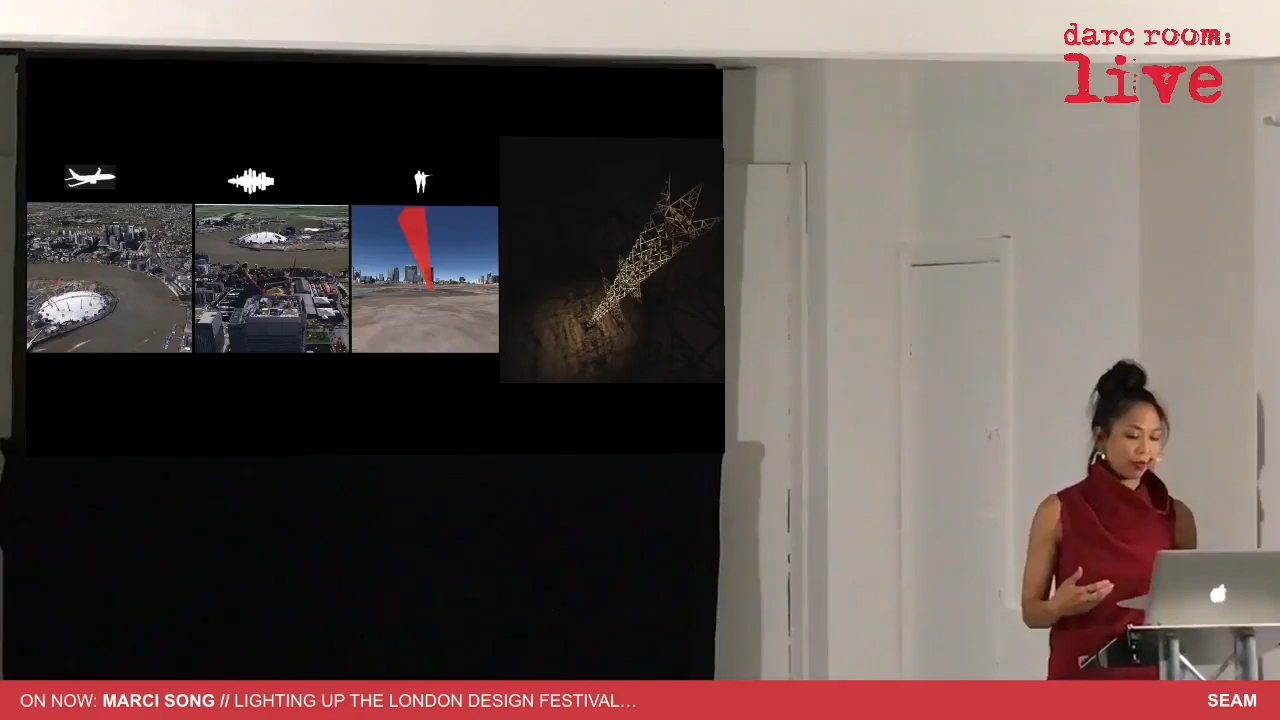 darc room:
live
ON NOW: MARCI SONG // LIGHTING UP THE LONDON DESIGN FESTIVAL…
SEAM